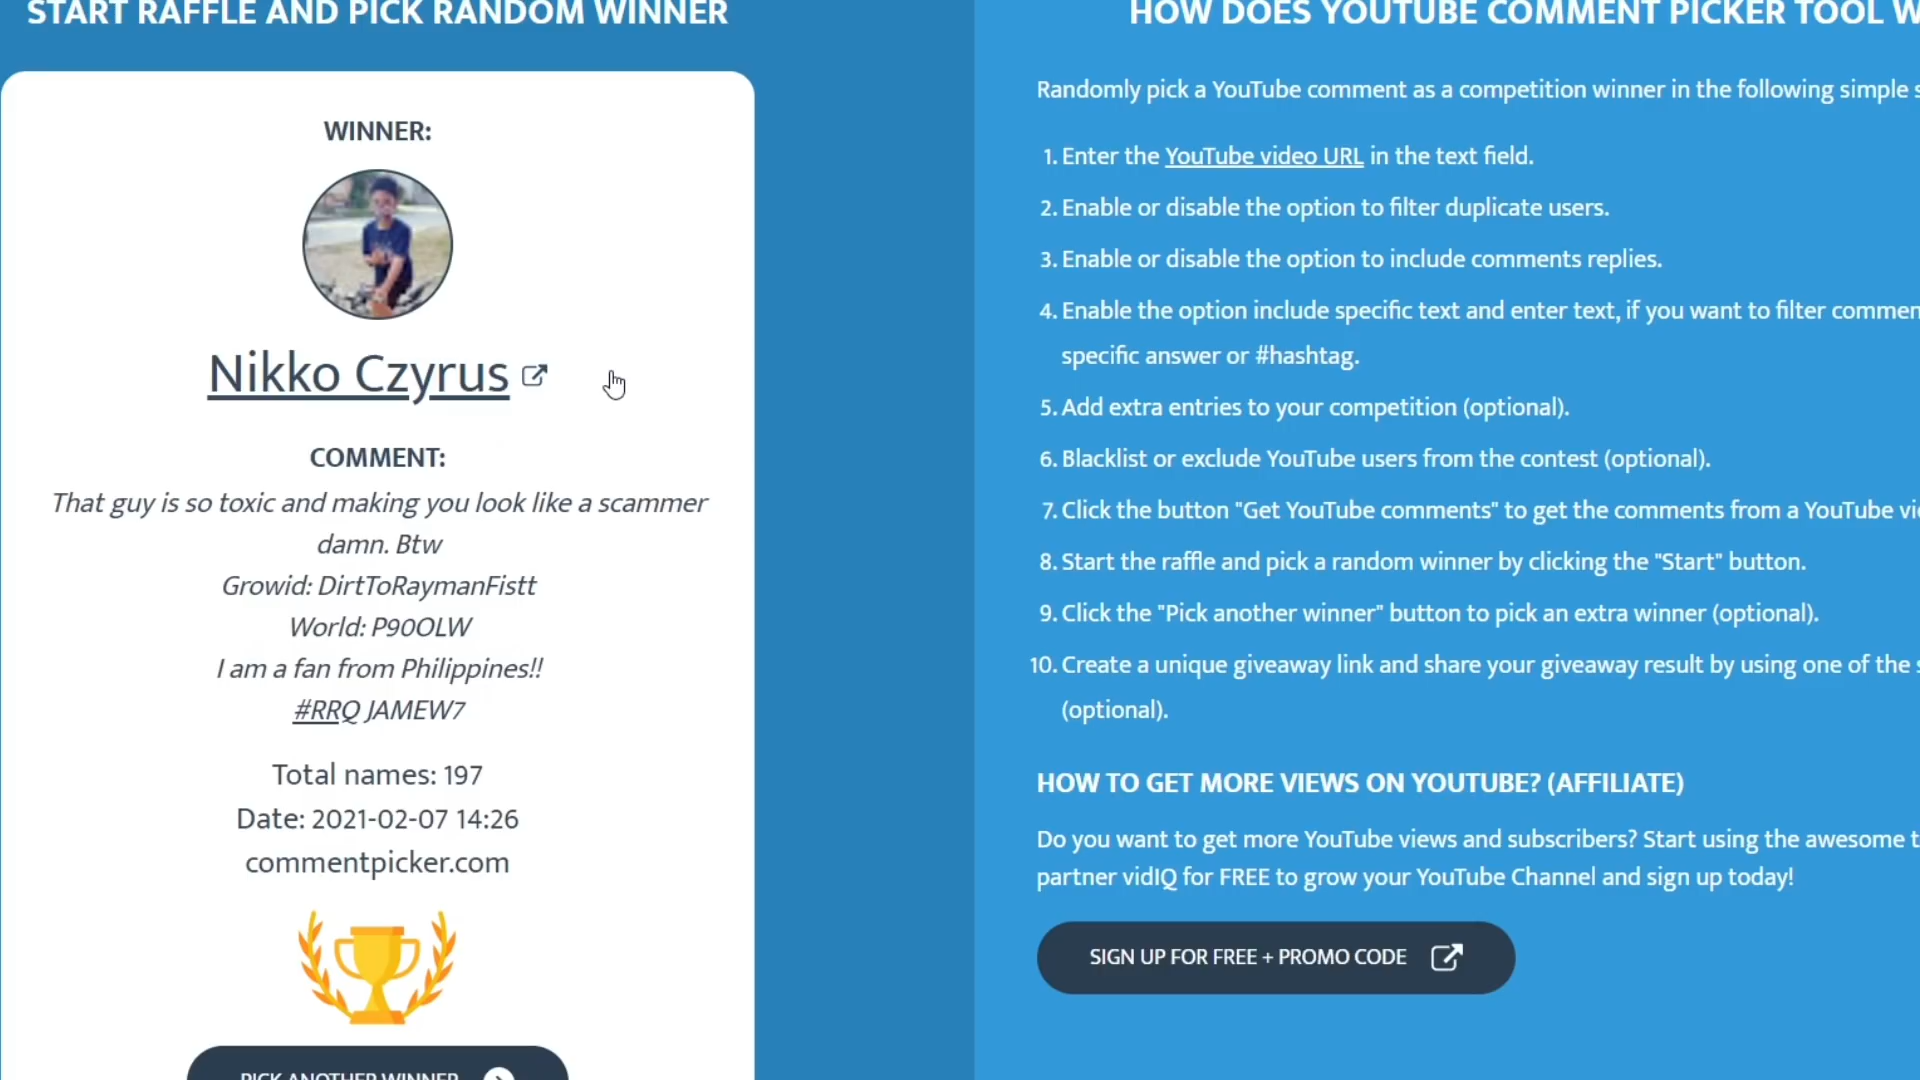 START RAFFLE AND PICK RANDOM WINNER
WINNER:
Nikko Czyrus
COMMENT:
That guy is so toxic and making you look like a scammer
damn. Btw
Growid: DirtToRaymanFistt
World: P90OLW
I am a fan from Philippines!!
#RRQ JAMEW7
Total names: 197
Date: 2021-02-07 14:26
commentpicker.com
PICK ANOTHER WINNER
HOW DOES YOUTUBE COMMENT PICKER TOOL
Randomly pick a YouTube comment as a competition winner in the following simple
1. Enter the YouTube video URL in the text field.
2. Enable or disable the option to filter duplicate users.
3. Enable or disable the option to include comments replies.
4. Enable the option include specific text and enter text, if you want to filter commen
specific answer or #hashtag.
5. Add extra entries to your competition (optional).
6. Blacklist or exclude YouTube users from the contest (optional).
7. Click the button "Get YouTube comments" to get the comments from a YouTube vi
8. Start the raffle and pick a random winner by clicking the "Start" button.
9. Click the "Pick another winner" button to pick an extra winner (optional).
10. Create a unique giveaway link and share your giveaway result by using one of the
(optional).
HOW TO GET MORE VIEWS ON YOUTUBE? (AFFILIATE)
Do you want to get more YouTube views and subscribers? Start using the awesome
partner vidIQ for FREE to grow your YouTube Channel and sign up today!
SIGN UP FOR FREE + PROMO CODE